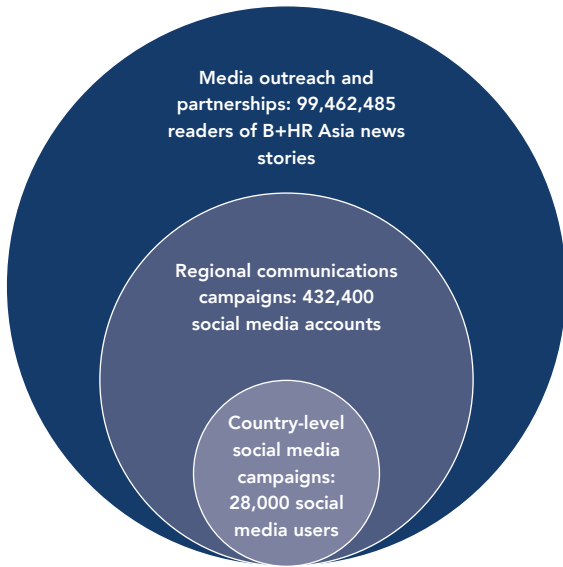 Media outreach and
partnerships: 99,462,485
readers of B+HR Asia news
stories
Regional communications
campaigns: 432,400
social media accounts
Country-level
social media
campaigns:
28,000 social
media users